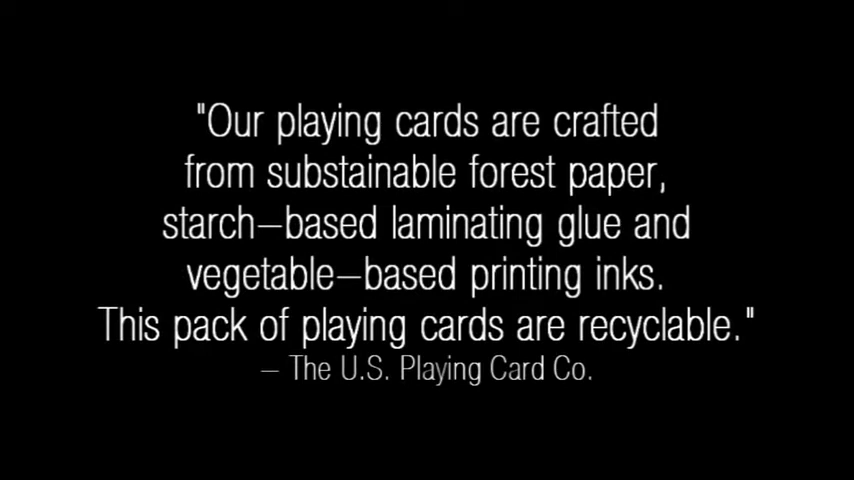 "Our playing cards are crafted
from substainable forest paper,
starch–based laminating glue and
vegetable–based printing inks.
This pack of playing cards are recyclable."
– The U.S. Playing Card Co.